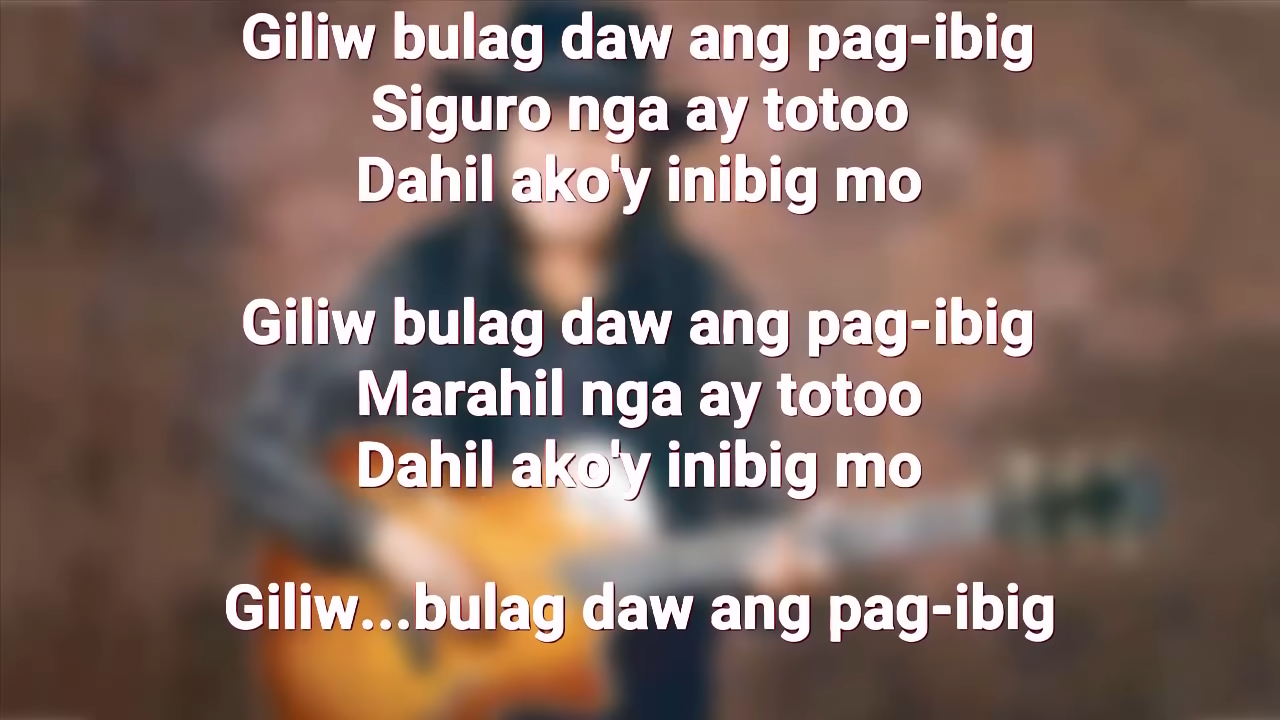 Giliw bulag daw ang pag-ibig
Siguro nga ay totoo
Dahil ako'y inibig mo
Giliw bulag daw ang pag-ibig
Marahil nga ay totoo
Dahil ako'y inibig mo
Giliw...bulag daw ang pag-ibig